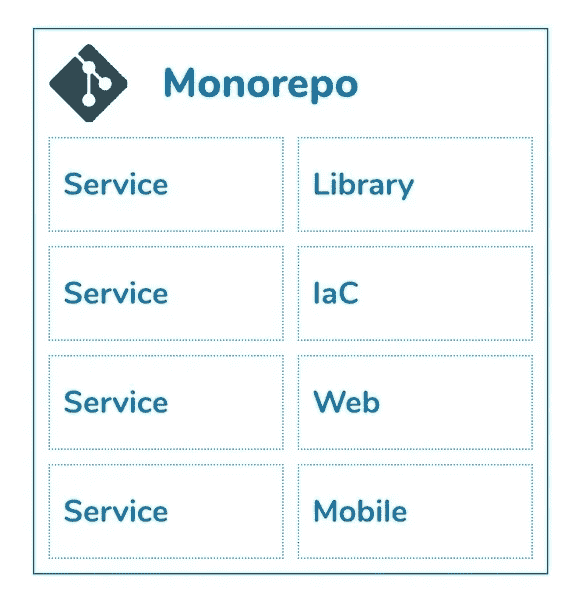 Monorepo
Service
Library
Service
IaC
Service
Web
Service
Mobile